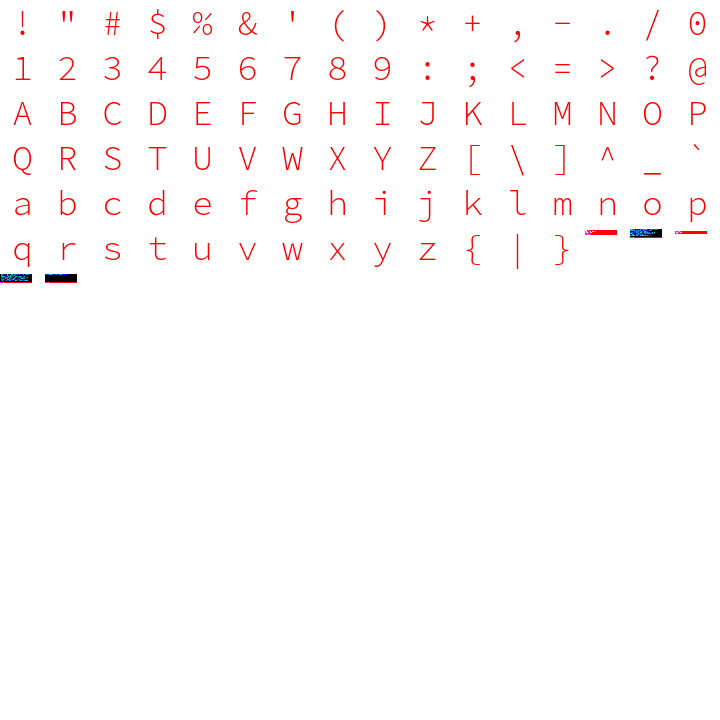 ! " # $ % & ' ( ) * + , - . / 0
1 2 3 4 5 6 7 8 9 : ; < = > ? @
A B C D E F G H I J K L M N O P
Q R S T U V W X Y Z [ \ ] ^ _ `
a b c d e f g h i j k l m n o p
q r s t u v w x y z { | }